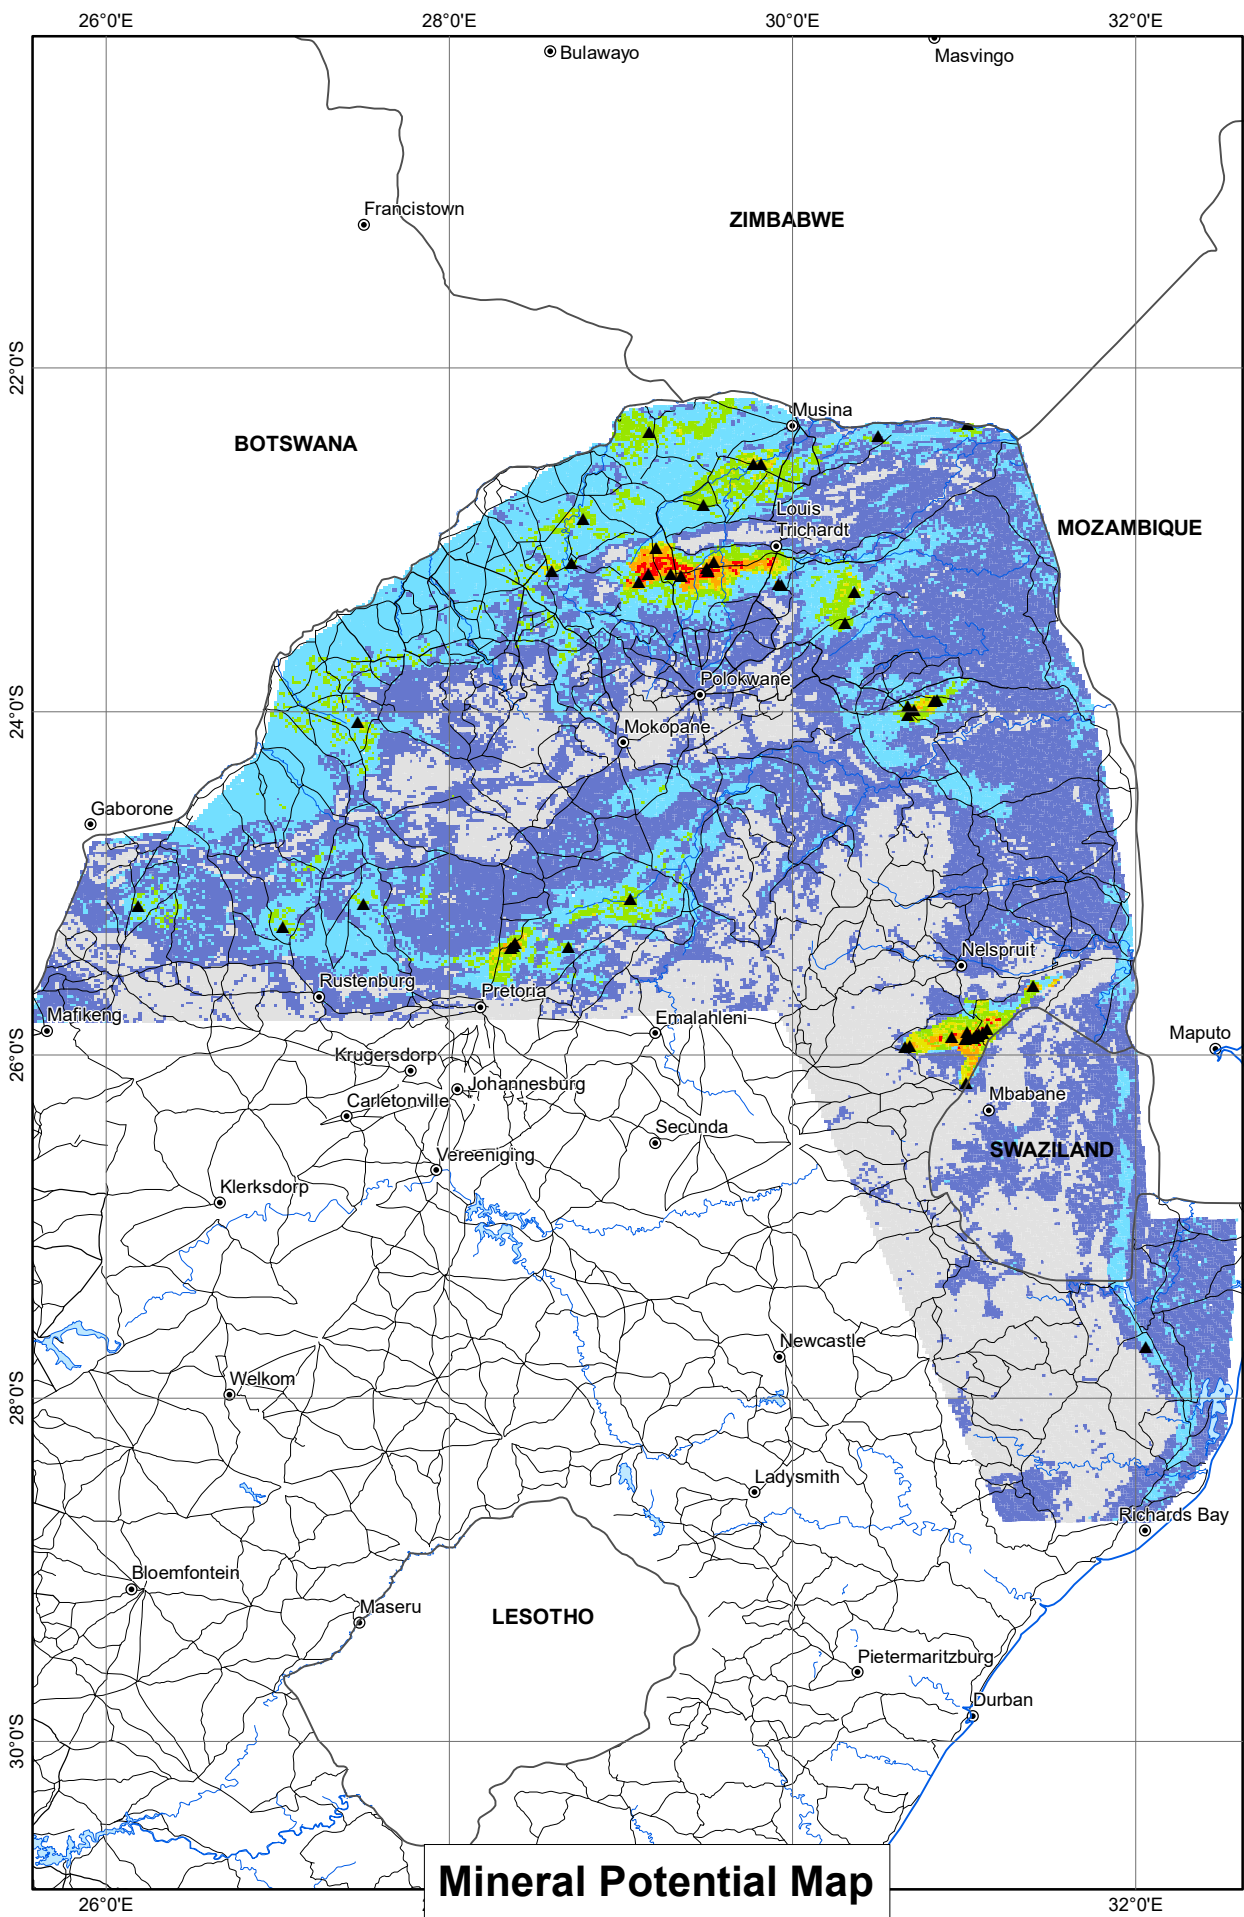 26°0'E
28°0'E
30°0'E
32°0'E
Bulawayo
Masvingo
Francistown
ZIMBABWE
22°0'S
Musina
BOTSWANA
Louis
Trichardt
MOZAMBIQUE
Polokwane
24°0'S
Mokopane
Gaborone
Nelspruit
Rustenburg
Pretoria
Mafikeng
Emalahleni
Maputo
26°0'S
Krugersdorp
Johannesburg
Carletonville
Mbabane
Secunda
SWAZILAND
Vereeniging
Klerksdorp
Newcastle
Welkom
28°0'S
Ladysmith
Richards Bay
Bloemfontein
Maseru
LESOTHO
Pietermaritzburg
Durban
30°0'S
Mineral Potential Map
26°0'E
32°0'E